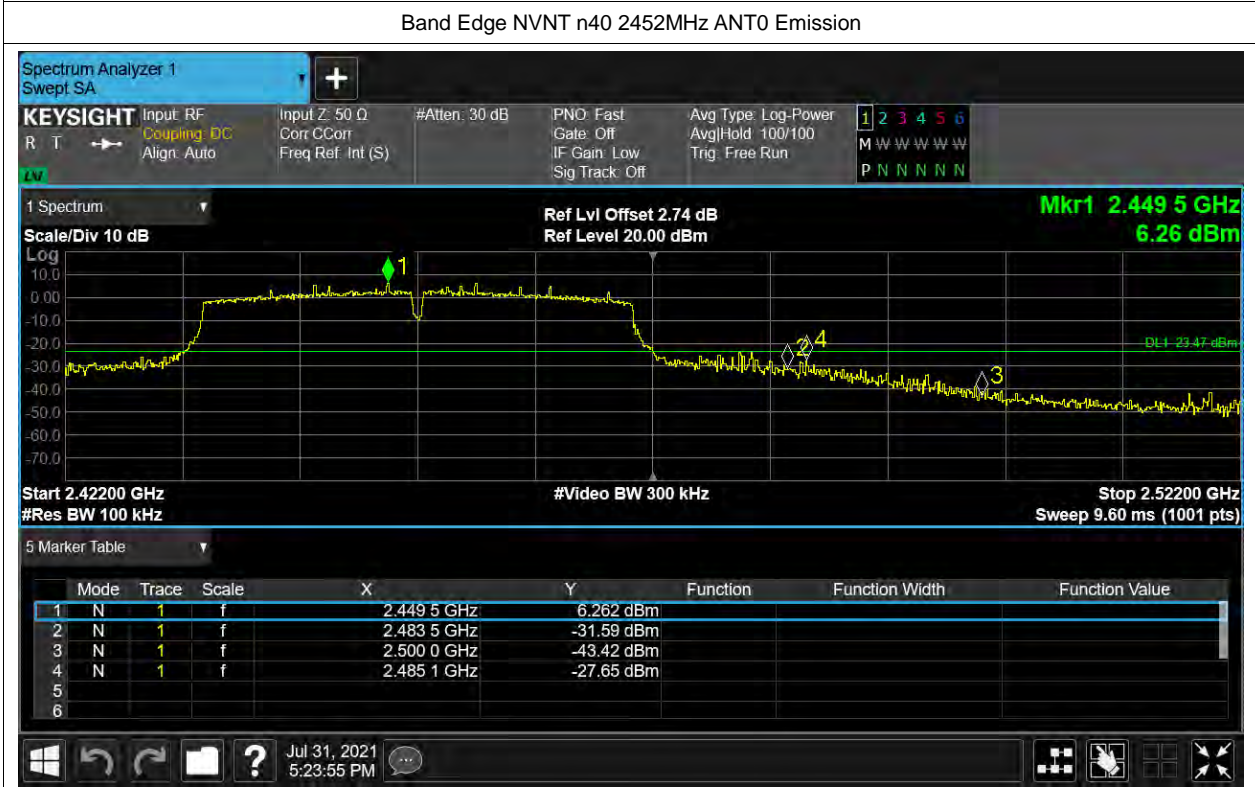 Band Edge NVNT n40 2452MHz ANT0 Emission
Spectrum Analyzer 1
Swept SA
+
KEYSIGHT Input: RF Input Z: 50 Ω #Atten: 30 dB PNO: Fast Avg Type: Log-Power 1 2 3 4 5 6
R T Coupling: DC Corr CCorr Gate: Off Avg|Hold: 100/100 M W W W W W
Align: Auto Freq Ref: Int (S) IF Gain: Low Trig: Free Run
Sig Track: Off P N N N N N
LXI
1 Spectrum Ref Lvl Offset 2.74 dB Mkr1 2.449 5 GHz
Scale/Div 10 dB Ref Level 20.00 dBm 6.26 dBm
Log
10.0
0.00
-10.0
-20.0
-30.0
-40.0
-50.0
-60.0
-70.0
1
2
4
3
DL1 -23.47 dBm
Start 2.42200 GHz #Video BW 300 kHz Stop 2.52200 GHz
#Res BW 100 kHz Sweep 9.60 ms (1001 pts)
5 Marker Table
Mode Trace Scale X Y Function Function Width Function Value
1 N 1 f 2.449 5 GHz 6.262 dBm
2 N 1 f 2.483 5 GHz -31.59 dBm
3 N 1 f 2.500 0 GHz -43.42 dBm
4 N 1 f 2.485 1 GHz -27.65 dBm
5
6
? Jul 31, 2021
5:23:55 PM